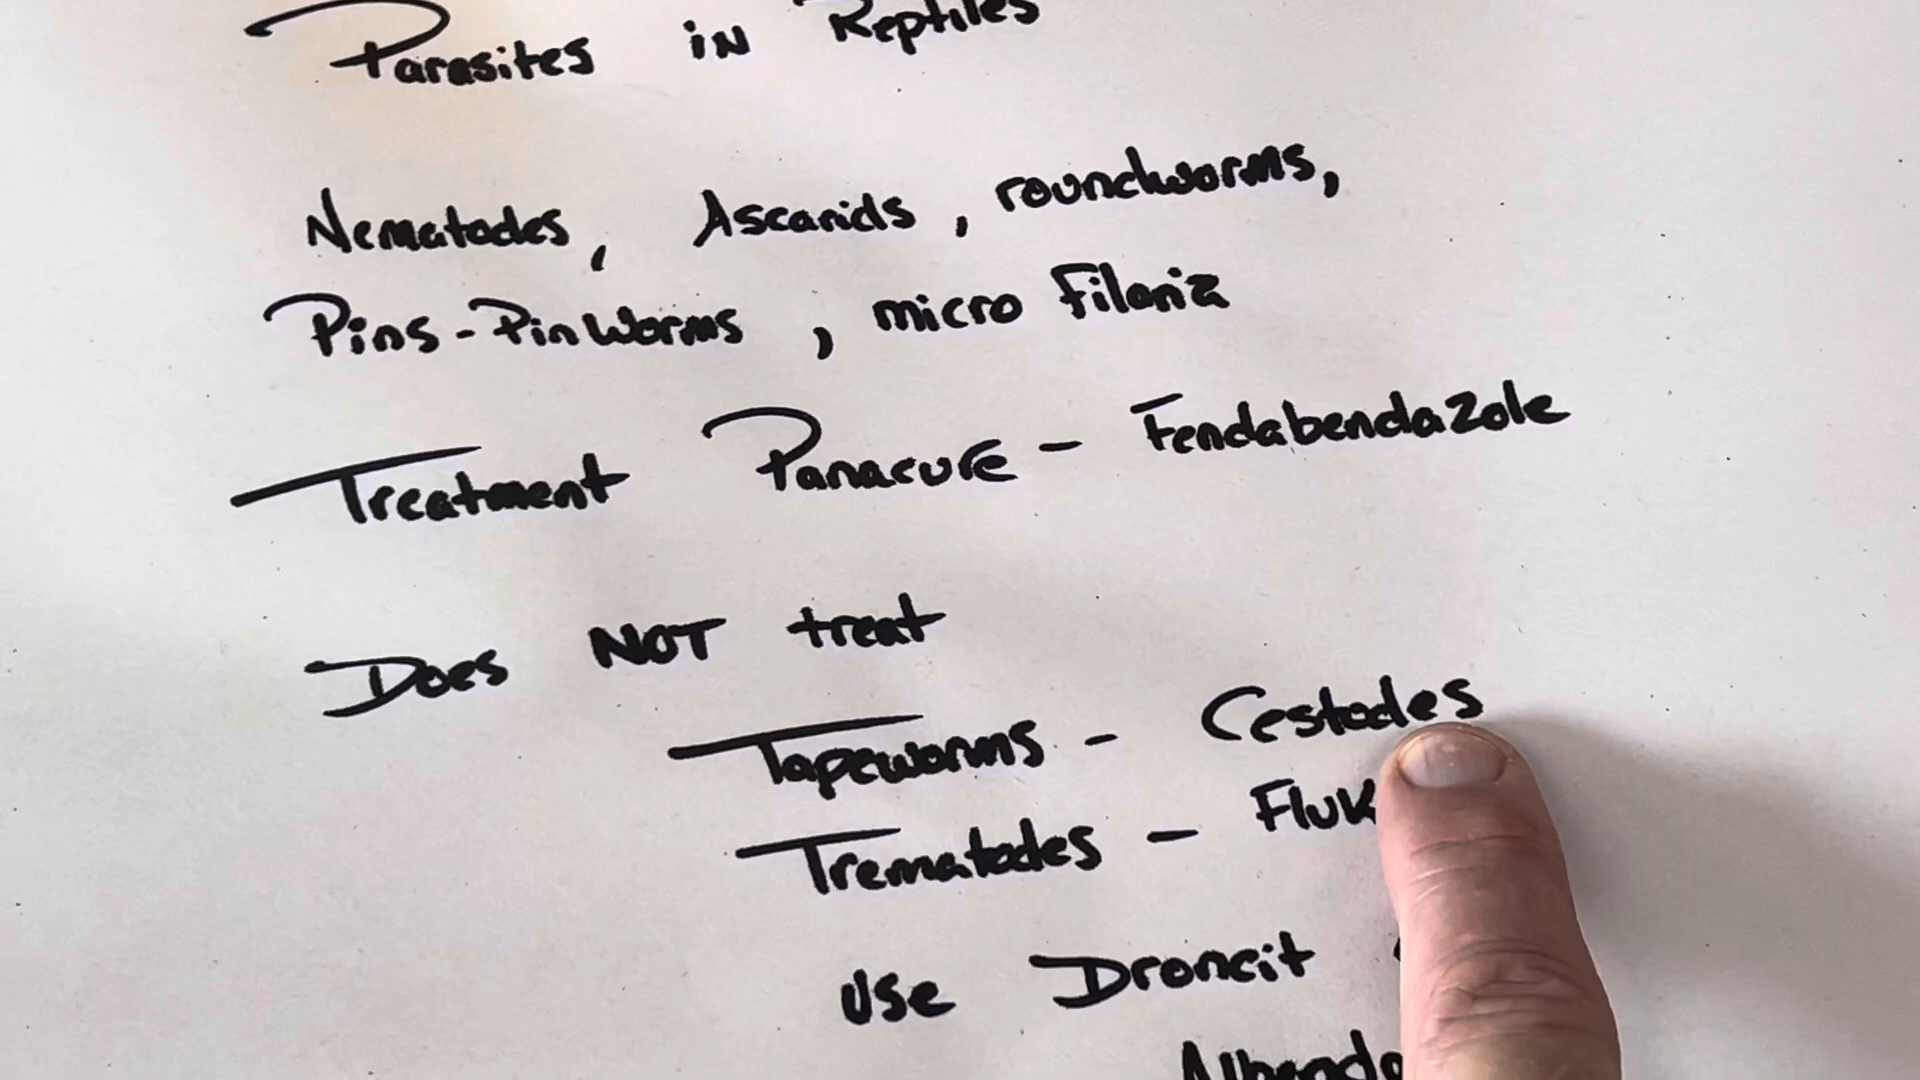 Parasites in Reptiles
Nematodes, Ascarids, roundworms,
Pins-Pinworms, micro Filaria
Treatment Panacure - Fendabendazole
Does NOT treat
Tapeworms - Cestodes
Trematodes - Fluk
Use Droncit